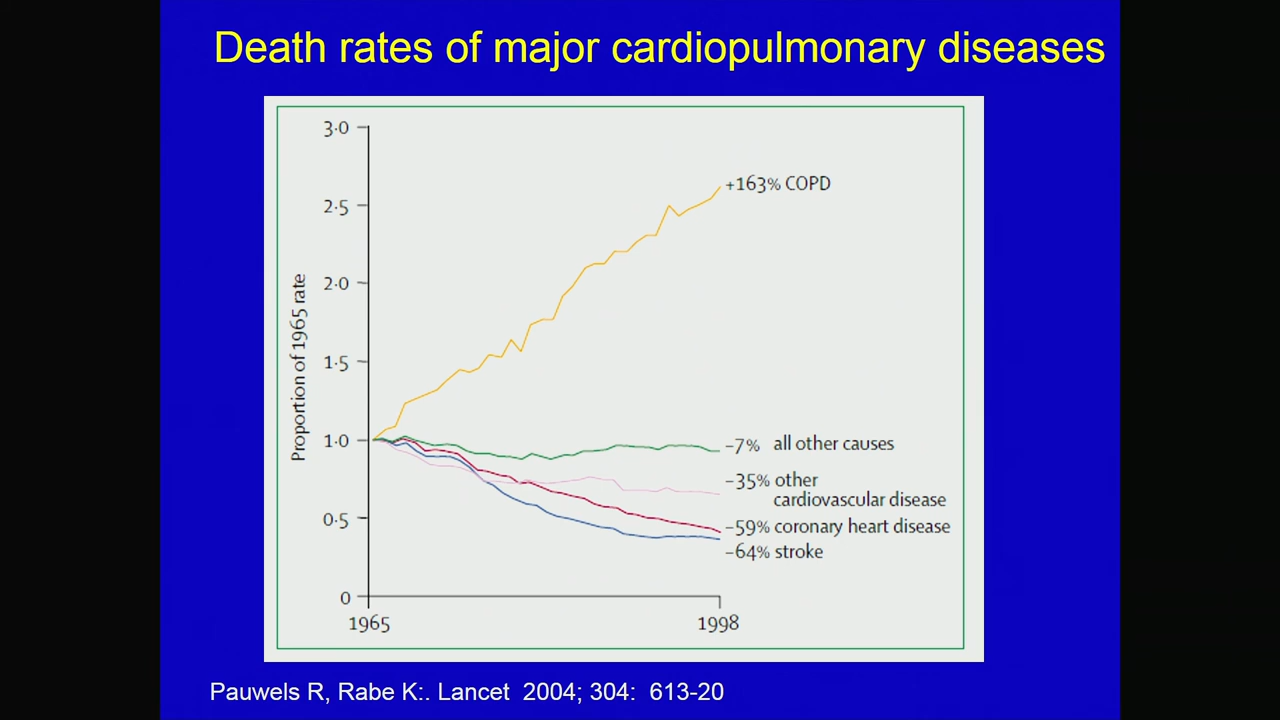 Death rates of major cardiopulmonary diseases
3·0
2·5
2·0
1·5
1·0
0·5
0
Proportion of 1965 rate
1965
1998
+163% COPD
−7% all other causes
−35% other
cardiovascular disease
−59% coronary heart disease
−64% stroke
Pauwels R, Rabe K:. Lancet 2004; 304: 613-20